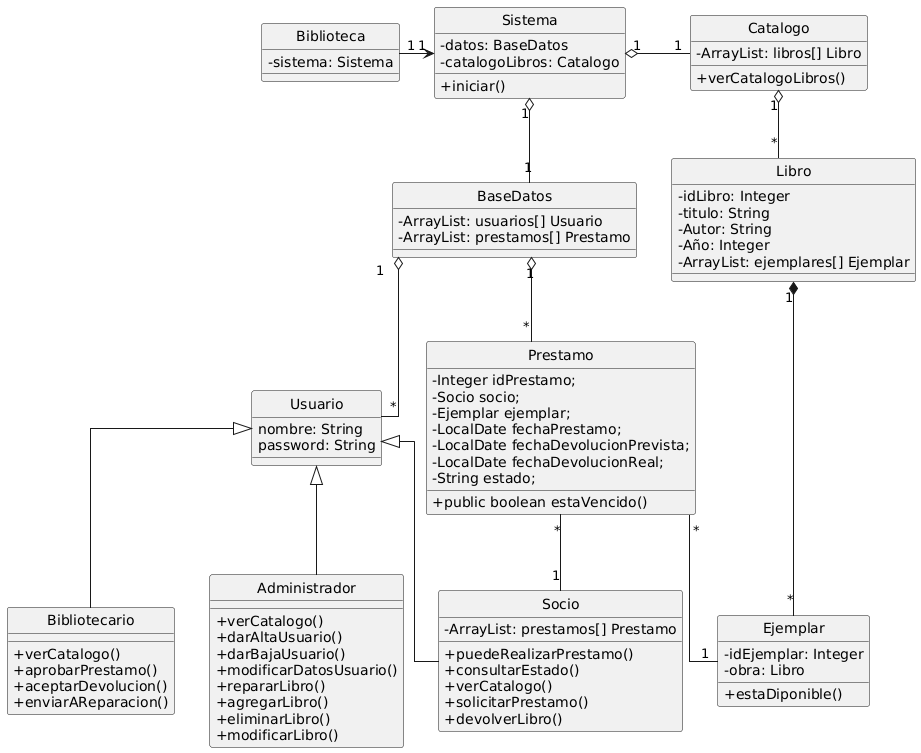 Biblioteca
-sistema: Sistema
1
1
Sistema
-datos: BaseDatos
-catalogoLibros: Catalogo
+iniciar()
1
1
Catalogo
-ArrayList: libros[] Libro
+verCatalogoLibros()
1
1
1
*
BaseDatos
-ArrayList: usuarios[] Usuario
-ArrayList: prestamos[] Prestamo
Libro
-idLibro: Integer
-titulo: String
-Autor: String
-Año: Integer
-ArrayList: ejemplares[] Ejemplar
1
1
1
*
*
Usuario
nombre: String
password: String
Prestamo
-Integer idPrestamo;
-Socio socio;
-Ejemplar ejemplar;
-LocalDate fechaPrestamo;
-LocalDate fechaDevolucionPrevista;
-LocalDate fechaDevolucionReal;
-String estado;
+public boolean estaVencido()
*
*
1
*
1
Bibliotecario
+verCatalogo()
+aprobarPrestamo()
+aceptarDevolucion()
+enviarAReparacion()
Administrador
+verCatalogo()
+darAltaUsuario()
+darBajaUsuario()
+modificarDatosUsuario()
+repararLibro()
+agregarLibro()
+eliminarLibro()
+modificarLibro()
Socio
-ArrayList: prestamos[] Prestamo
+puedeRealizarPrestamo()
+consultarEstado()
+verCatalogo()
+solicitarPrestamo()
+devolverLibro()
Ejemplar
-idEjemplar: Integer
-obra: Libro
+estaDiponible()